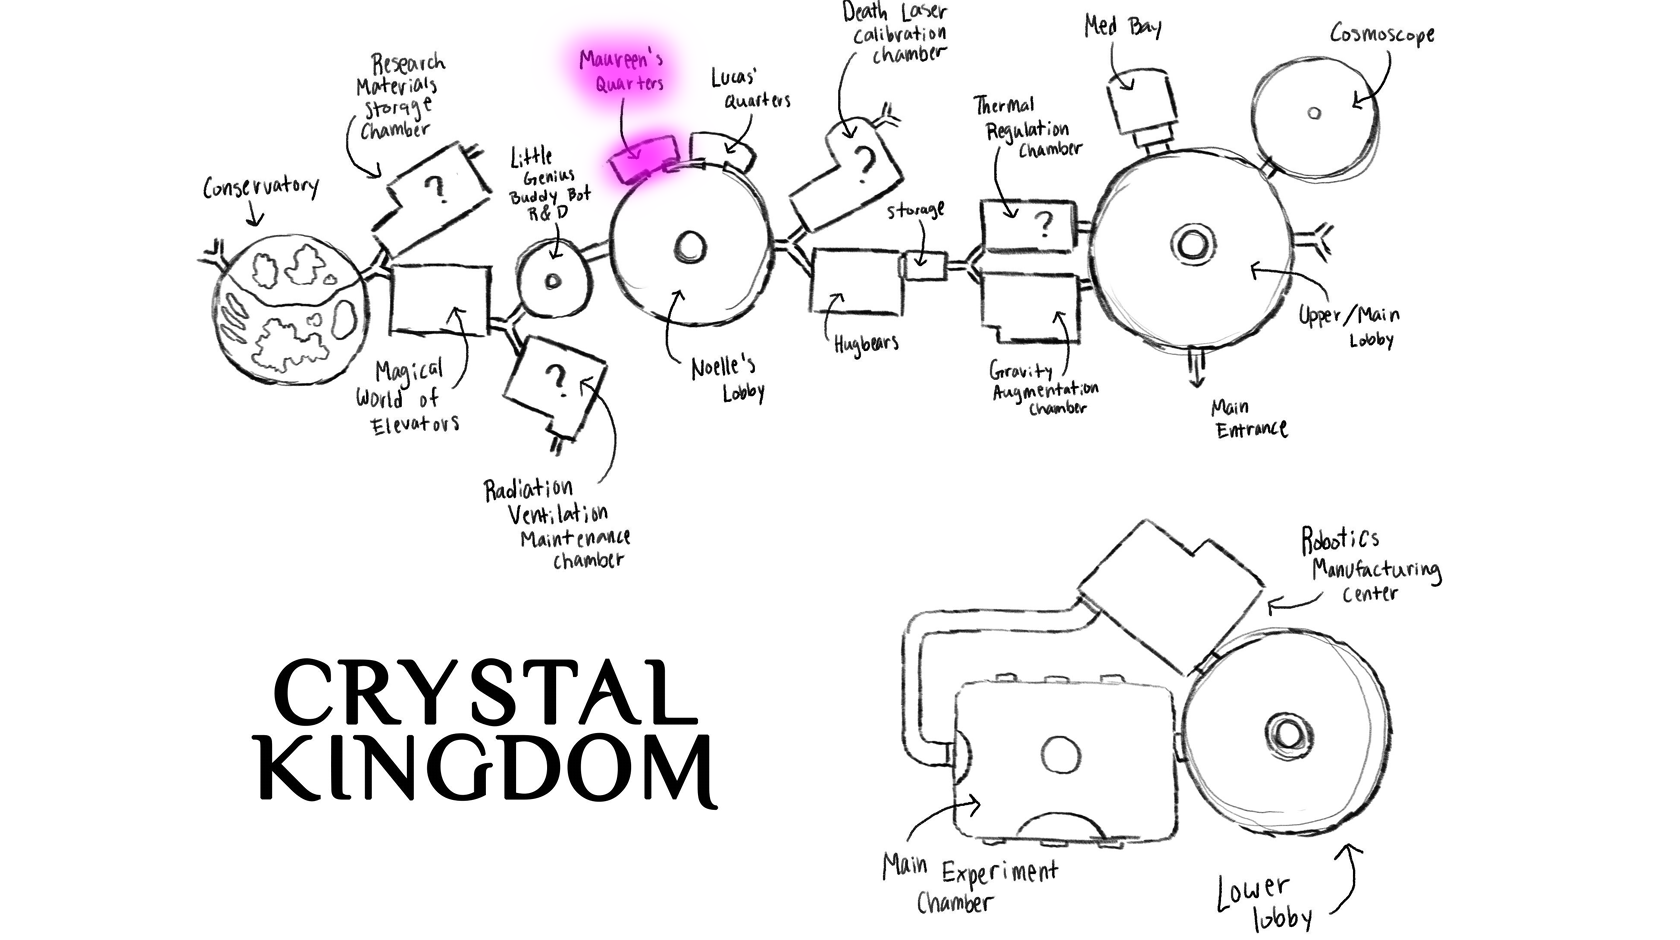 Death Laser
Calibration
Chamber
Med Bay
Cosmoscope
Research
Materials
Storage
Chamber
Maureen's
Quarters
Lucas'
Quarters
Thermal
Regulation
Chamber
Little
Genius
Buddy Bot
R&D
Conservatory
Storage
?
?
?
Upper/Main
Lobby
Hugbears
Noelle's
Lobby
Gravity
Augmentation
Chamber
Magical
World of
Elevators
?
Main
Entrance
Radiation
Ventilation
Maintenance
Chamber
Robotics
Manufacturing
Center
CRYSTAL
KINGDOM
Main Experiment
Chamber
Lower
Lobby